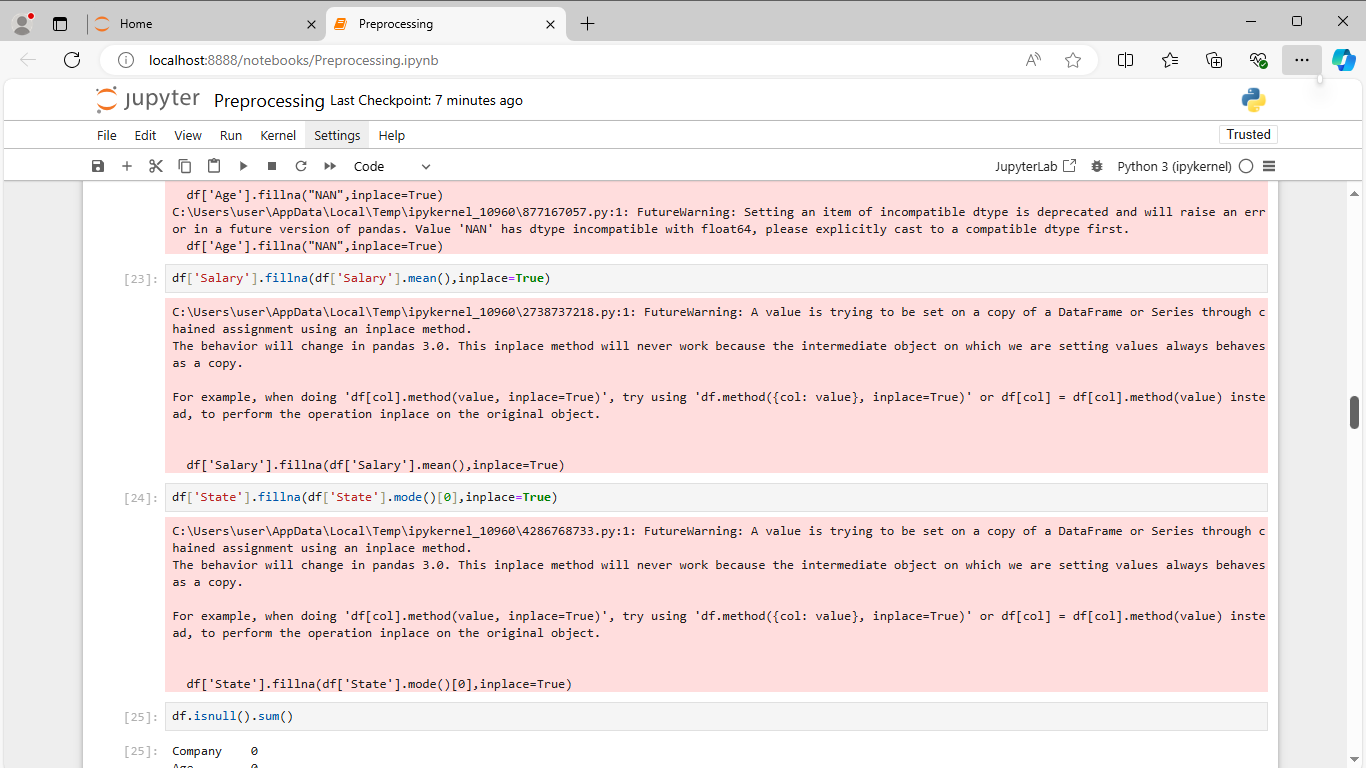 Home
Preprocessing
localhost:8888/notebooks/Preprocessing.ipynb
jupyter Preprocessing Last Checkpoint: 7 minutes ago
File Edit View Run Kernel Settings Help
Trusted
Code
JupyterLab
Python 3 (ipykernel)
df['Age'].fillna("NAN",inplace=True)
C:\Users\user\AppData\Local\Temp\ipykernel_10960\877167057.py:1: FutureWarning: Setting an item of incompatible dtype is deprecated and will raise an err
or in a future version of pandas. Value 'NAN' has dtype incompatible with float64, please explicitly cast to a compatible dtype first.
df['Age'].fillna("NAN",inplace=True)
[23]: df['Salary'].fillna(df['Salary'].mean(),inplace=True)
C:\Users\user\AppData\Local\Temp\ipykernel_10960\2738737218.py:1: FutureWarning: A value is trying to be set on a copy of a DataFrame or Series through c
hained assignment using an inplace method.
The behavior will change in pandas 3.0. This inplace method will never work because the intermediate object on which we are setting values always behaves
as a copy.
For example, when doing 'df[col].method(value, inplace=True)', try using 'df.method({col: value}, inplace=True)' or df[col] = df[col].method(value) inste
ad, to perform the operation inplace on the original object.
df['Salary'].fillna(df['Salary'].mean(),inplace=True)
[24]: df['State'].fillna(df['State'].mode()[0],inplace=True)
C:\Users\user\AppData\Local\Temp\ipykernel_10960\4286768733.py:1: FutureWarning: A value is trying to be set on a copy of a DataFrame or Series through c
hained assignment using an inplace method.
The behavior will change in pandas 3.0. This inplace method will never work because the intermediate object on which we are setting values always behaves
as a copy.
For example, when doing 'df[col].method(value, inplace=True)', try using 'df.method({col: value}, inplace=True)' or df[col] = df[col].method(value) inste
ad, to perform the operation inplace on the original object.
df['State'].fillna(df['State'].mode()[0],inplace=True)
[25]: df.isnull().sum()
[25]: Company 0
Age 0